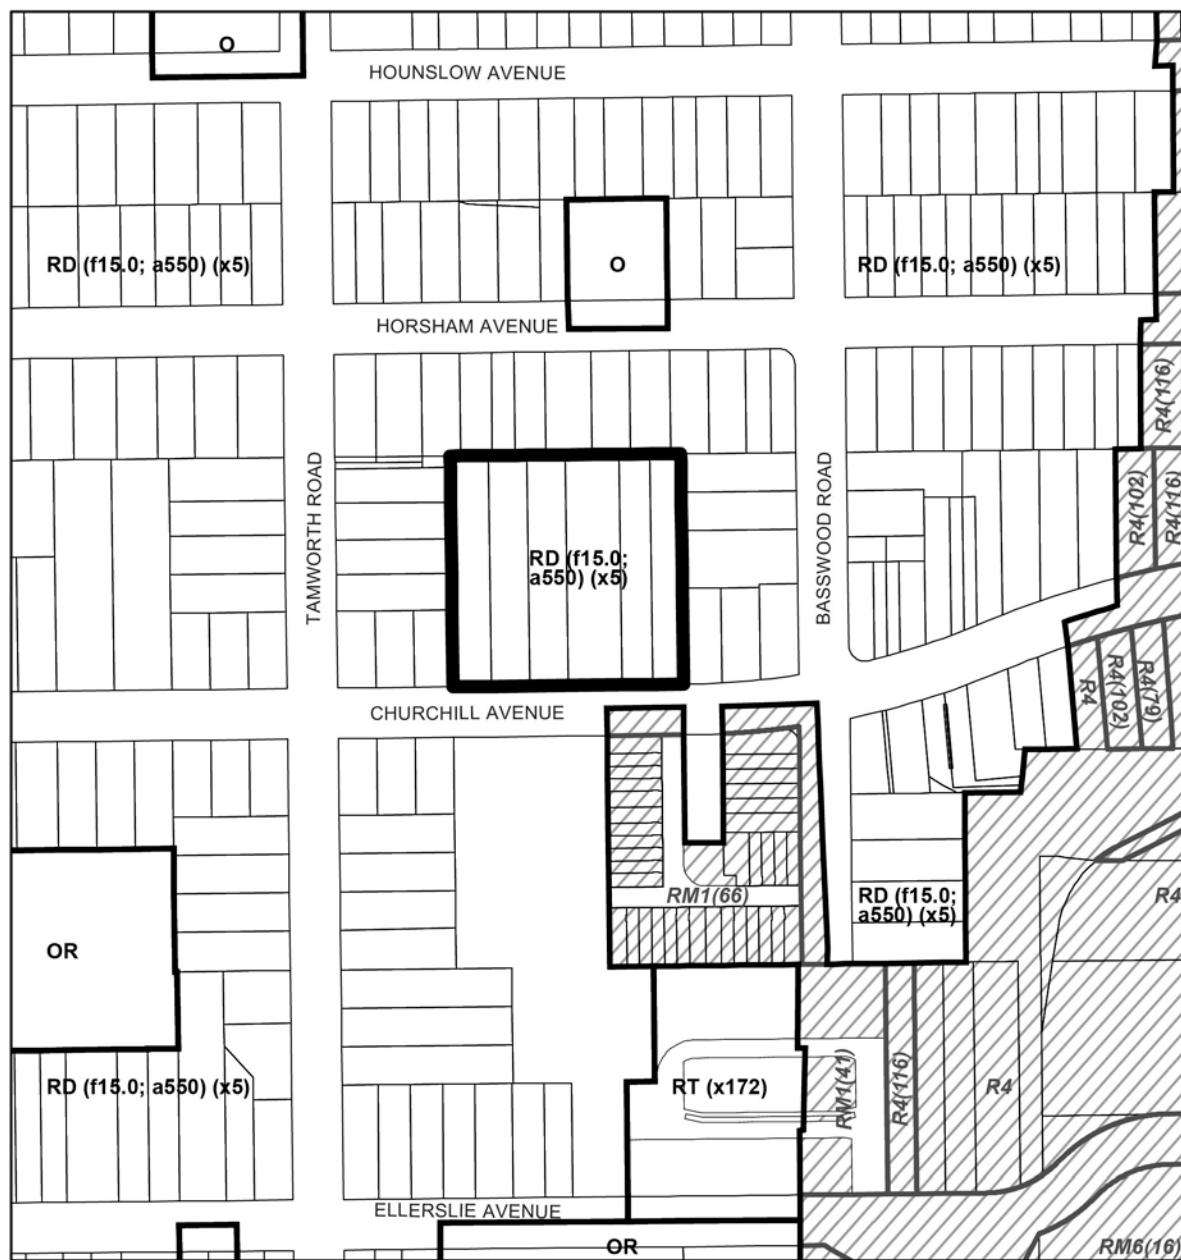 O
HOUNSLOW AVENUE
RD (f15.0; a550) (x5)
O
RD (f15.0; a550) (x5)
HORSHAM AVENUE
R4(116)
TAMWORTH ROAD
BASSWOOD ROAD
R4(102)
R4(116)
RD (f15.0;
a550) (x5)
R4
R4(102)
R4(79)
CHURCHILL AVENUE
RM1(66)
RD (f15.0;
a550) (x5)
R4
OR
RD (f15.0; a550) (x5)
RT (x172)
RM1(41)
R4(116)
R4
ELLERSLIE AVENUE
OR
RM6(16)